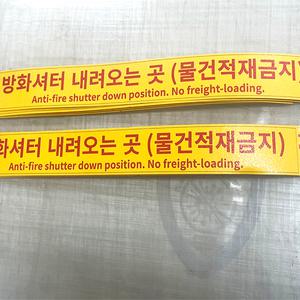 방화셔터 내려오는 곳 (물건적재금지)
Anti-fire shutter down position. No freight-loading.
화셔터 내려오는 곳 (물건적재금지)
Anti-fire shutter down position. No freight-loading.